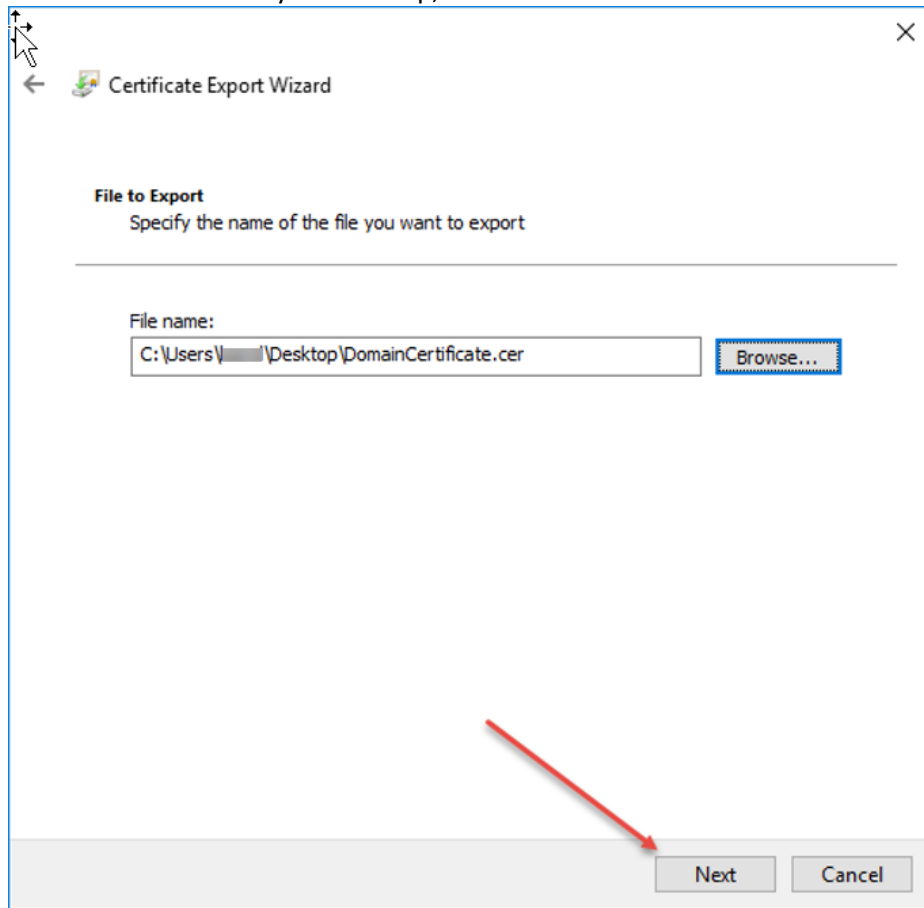 Certificate Export Wizard
File to Export
Specify the name of the file you want to export
File name:
C:\Users\ \Desktop\DomainCertificate.cer
Browse...
Next
Cancel